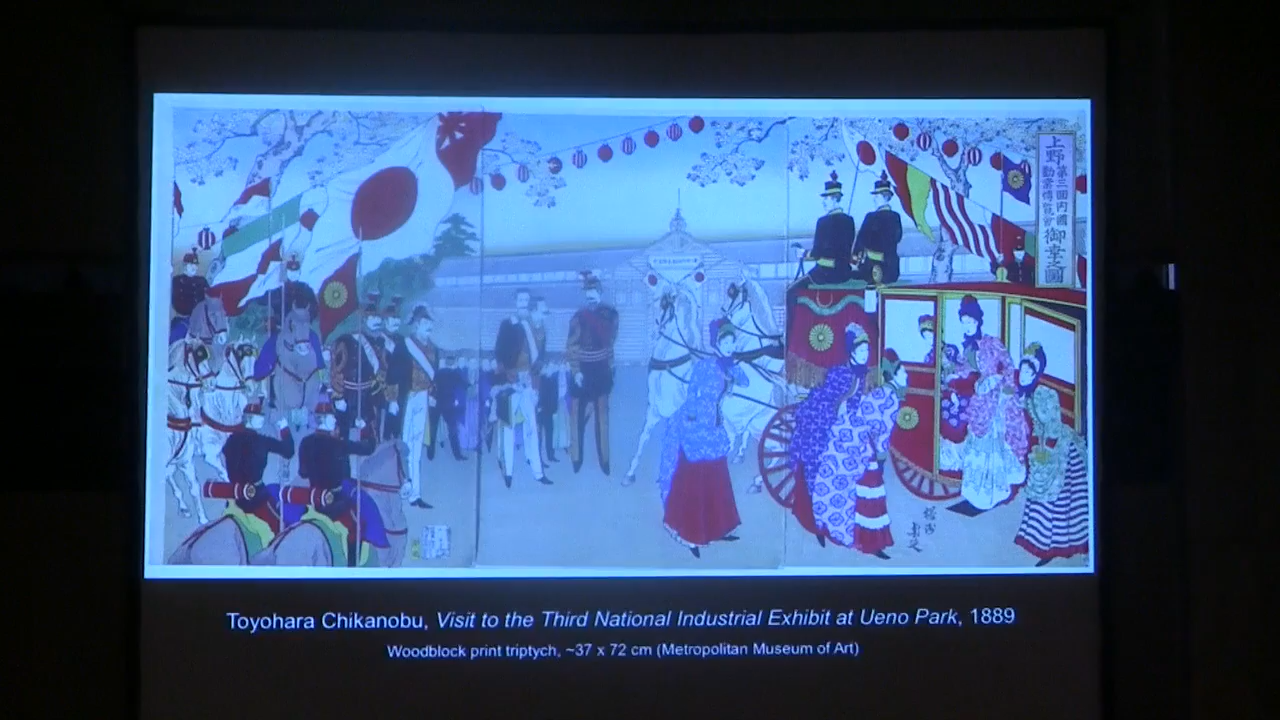 上野
第三回内國
勧業博覧會
御幸之圖
Toyohara Chikanobu, Visit to the Third National Industrial Exhibit at Ueno Park, 1889
Woodblock print triptych, ~37 x 72 cm (Metropolitan Museum of Art)